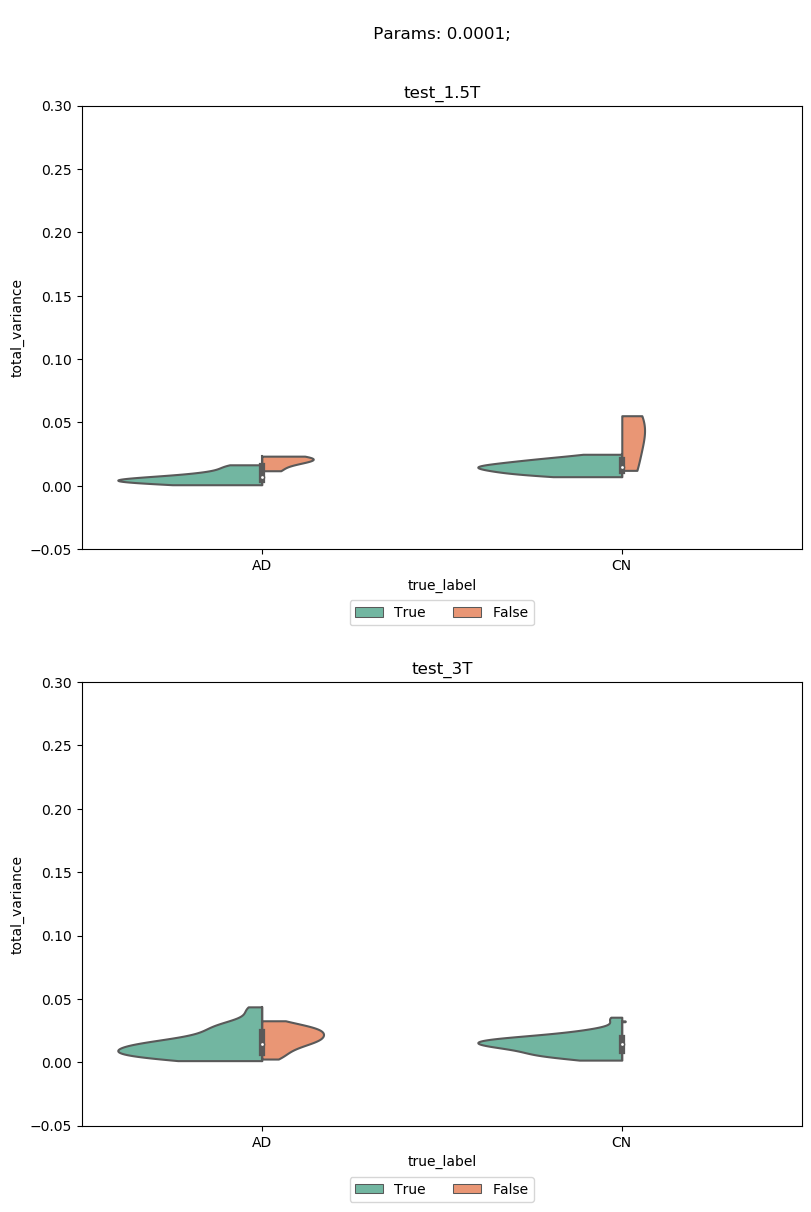 Params: 0.0001;
test_1.5T
0.30
0.25
0.20
0.15
0.10
0.05
0.00
−0.05
total_variance
AD CN
true_label
True False
test_3T
0.30
0.25
0.20
0.15
0.10
0.05
0.00
−0.05
total_variance
AD CN
true_label
True False